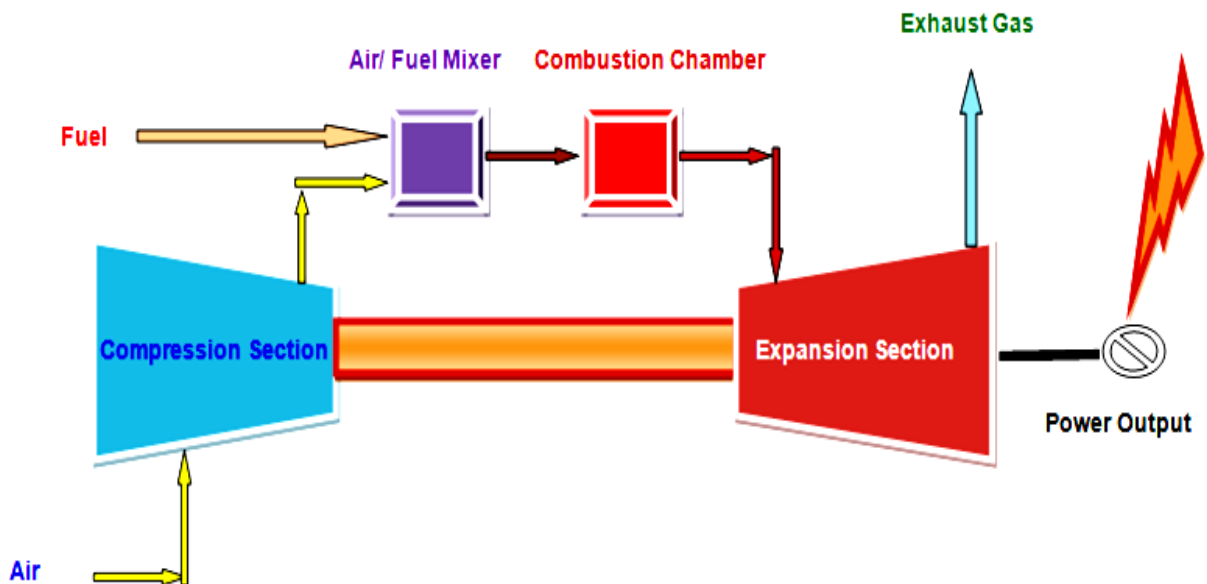 Exhaust Gas
Air/ Fuel Mixer
Combustion Chamber
Fuel
Compression Section
Expansion Section
Power Output
Air